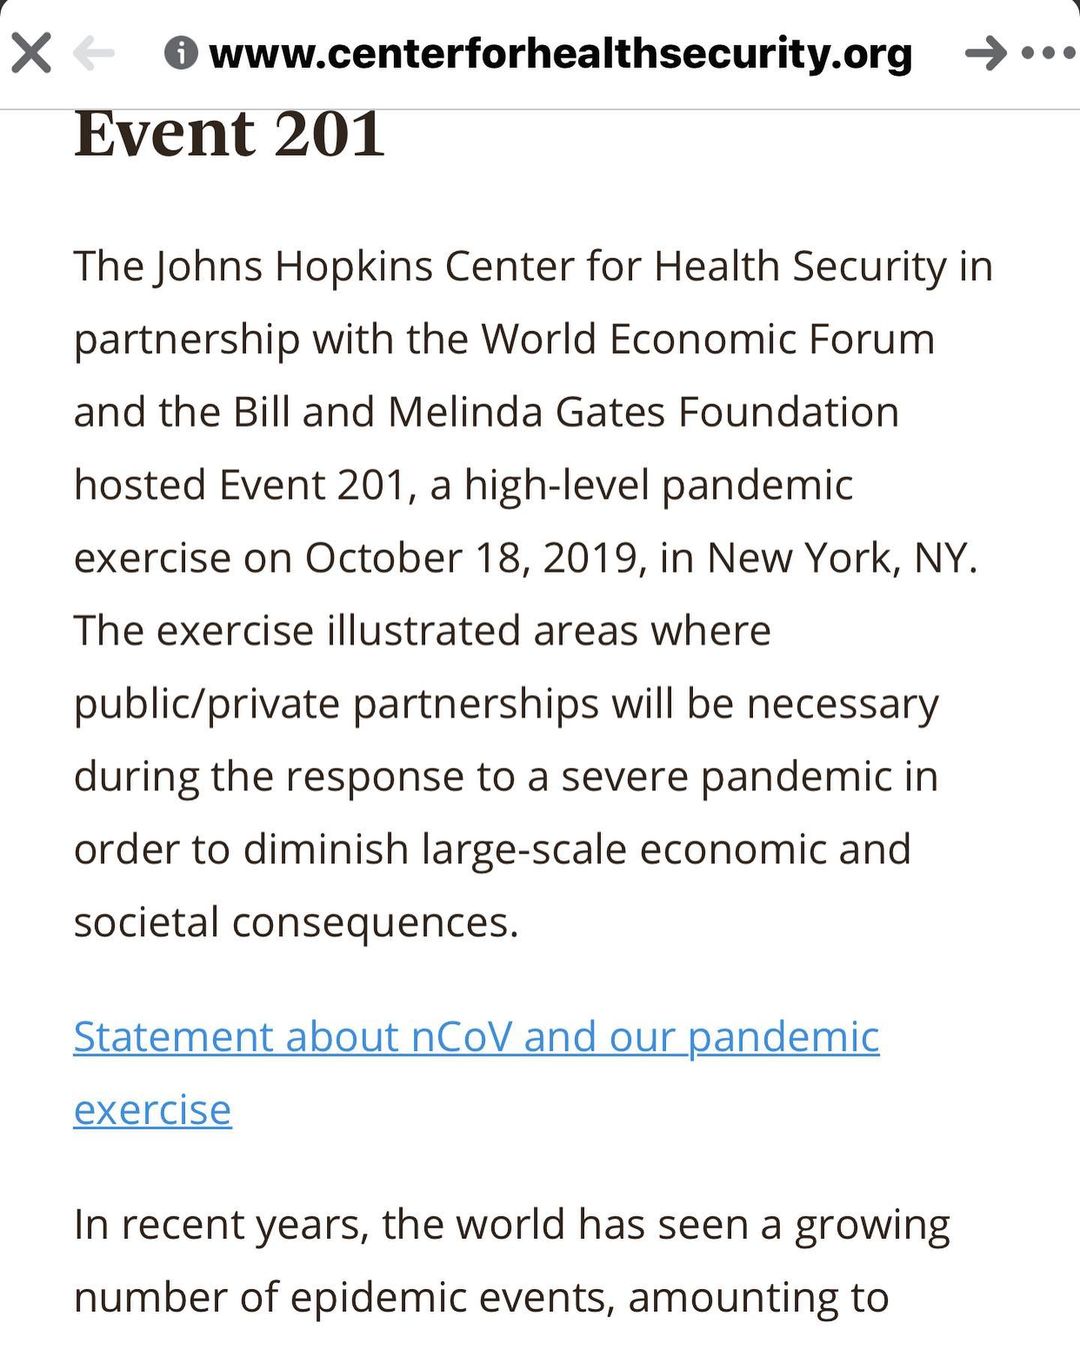 www.centerforhealthsecurity.org
Event 201
The Johns Hopkins Center for Health Security in
partnership with the World Economic Forum
and the Bill and Melinda Gates Foundation
hosted Event 201, a high-level pandemic
exercise on October 18, 2019, in New York, NY.
The exercise illustrated areas where
public/private partnerships will be necessary
during the response to a severe pandemic in
order to diminish large-scale economic and
societal consequences.
Statement about nCoV and our pandemic
exercise
In recent years, the world has seen a growing
number of epidemic events, amounting to